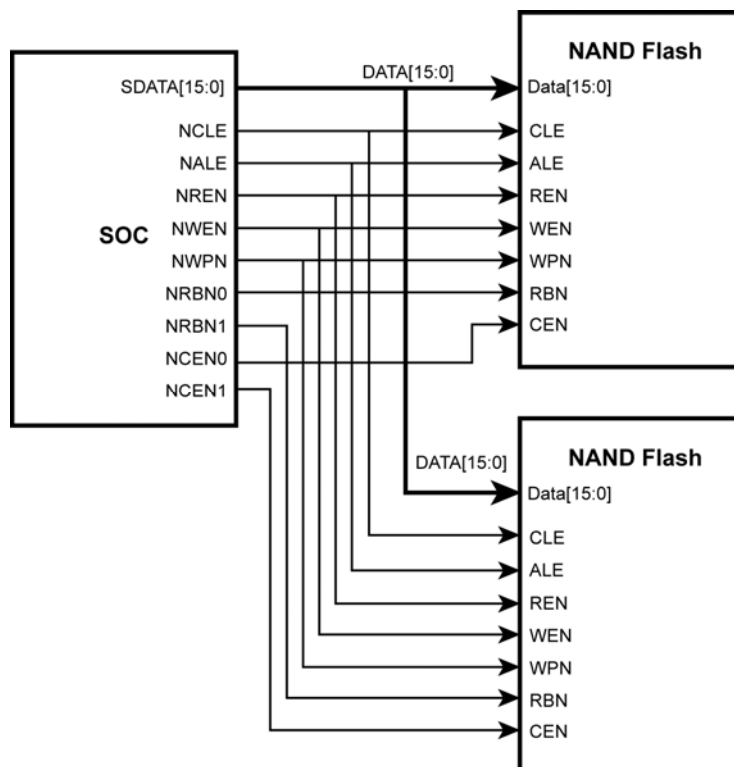 NAND Flash
DATA[15:0]
SDATA[15:0]
Data[15:0]
NCLE
CLE
NALE
ALE
NREN
REN
SOC
NWEN
WEN
NWPN
WPN
NRBN0
RBN
NRBN1
CEN
NCEN0
NCEN1
NAND Flash
DATA[15:0]
Data[15:0]
CLE
ALE
REN
WEN
WPN
RBN
CEN